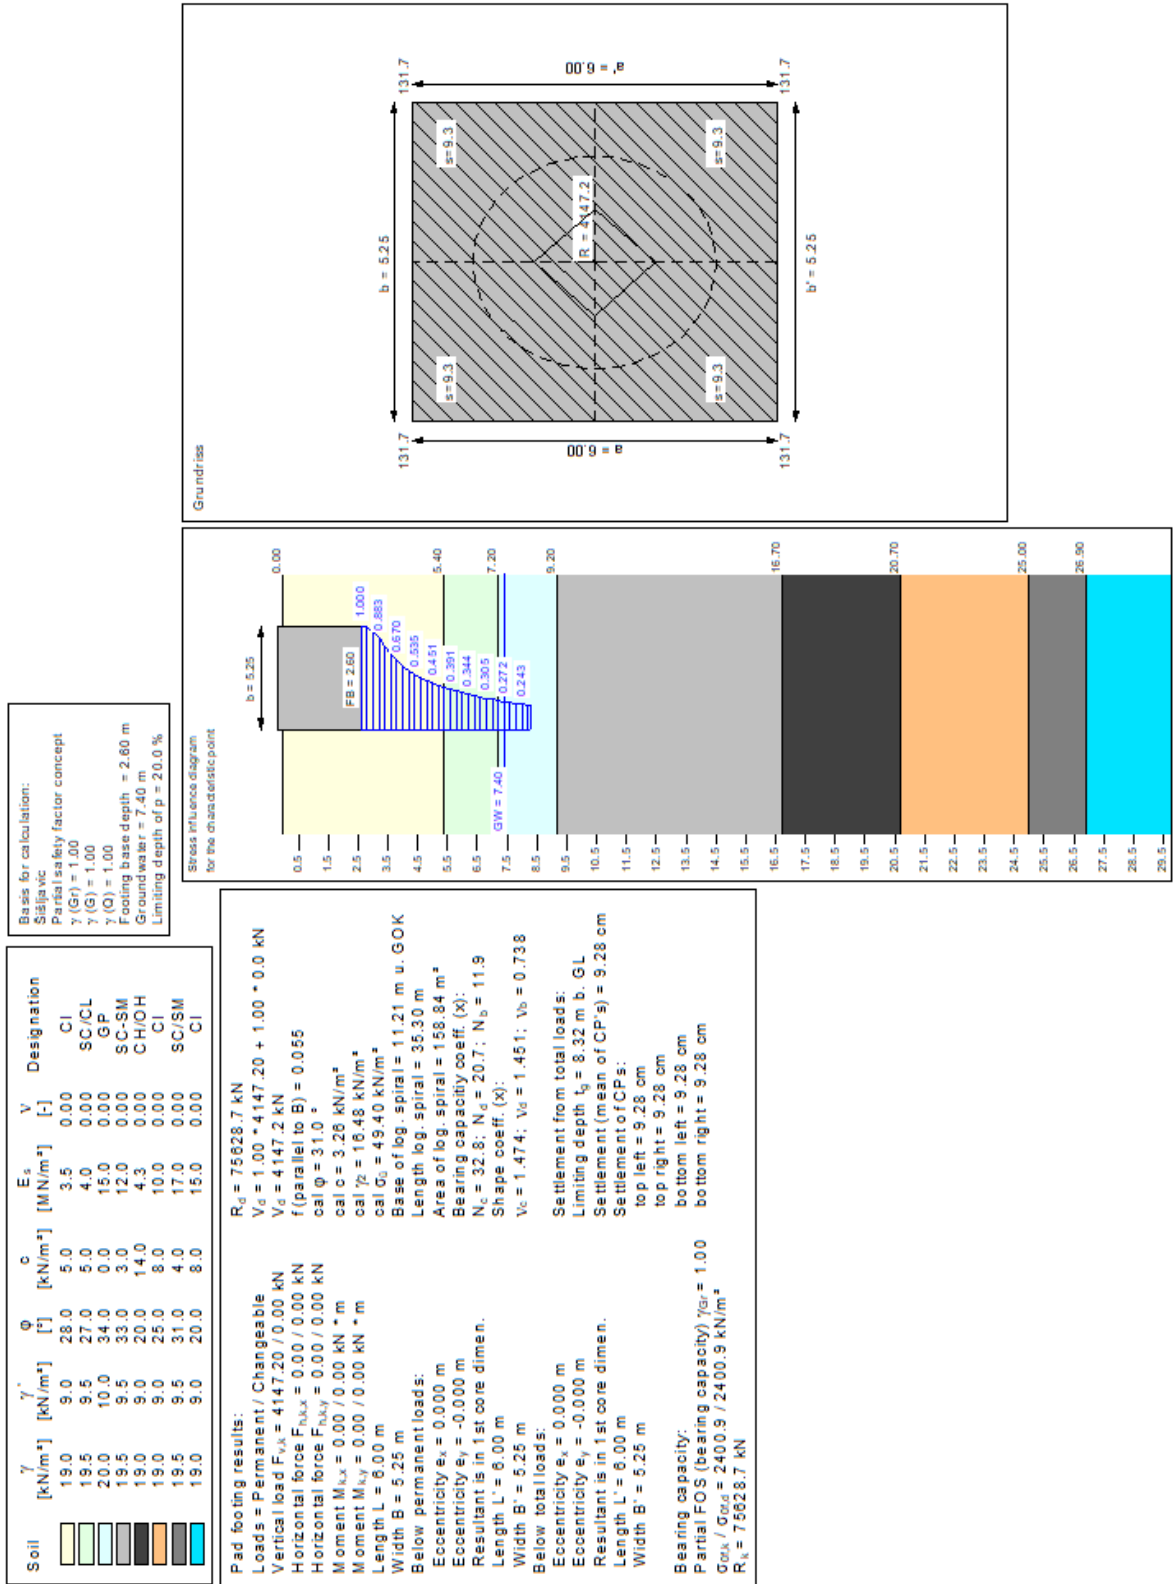 Soil γ γ' φ c Es ν Designation
[kN/m³] [kN/m³] [°] [kN/m²] [MN/m²] [-]
19.0 9.0 28.0 5.0 3.5 0.00 CI
19.5 9.5 27.0 5.0 4.0 0.00 SC/CL
20.0 10.0 34.0 0.0 15.0 0.00 GP
19.5 9.5 33.0 3.0 12.0 0.00 SC-SM
19.0 9.0 20.0 14.0 4.3 0.00 CH/OH
19.0 9.0 25.0 8.0 10.0 0.00 CI
19.5 9.5 31.0 4.0 17.0 0.00 SC/SM
19.0 9.0 20.0 8.0 15.0 0.00 CI
Basis for calculation:
Sišljavic
Partial safety factor concept
γ (Gr) = 1.00
γ (G) = 1.00
γ (Q) = 1.00
Footing base depth = 2.60 m
Groundwater = 7.40 m
Limiting depth of p = 20.0 %
Pad footing results:
Loads = Permanent / Changeable
Vertical load Fv,k = 4147.20 / 0.00 kN
Horizontal force Fh,k,x = 0.00 / 0.00 kN
Horizontal force Fh,k,y = 0.00 / 0.00 kN
Moment Mk,x = 0.00 / 0.00 kN * m
Moment Mk,y = 0.00 / 0.00 kN * m
Length L = 6.00 m
Width B = 5.25 m
Below permanent loads:
Eccentricity ex = 0.000 m
Eccentricity ey = -0.000 m
Resultant is in 1st core dimen.
Length L' = 6.00 m
Width B' = 5.25 m
Below total loads:
Eccentricity ex = 0.000 m
Eccentricity ey = -0.000 m
Resultant is in 1st core dimen.
Length L' = 6.00 m
Width B' = 5.25 m
Bearing capacity:
Partial FOS (bearing capacity) γGr = 1.00
σ0f,k / σ0f,d = 2400.9 / 2400.9 kN/m²
Rk = 75628.7 kN
Rd = 75628.7 kN
Vd = 1.00 * 4147.20 + 1.00 * 0.0 kN
Vd = 4147.2 kN
f (parallel to B) = 0.055
cal φ = 31.0 °
cal c = 3.26 kN/m²
cal γ2 = 16.48 kN/m³
cal σü = 49.40 kN/m²
Base of log. spiral = 11.21 m u. GOK
Length log. spiral = 35.30 m
Area of log. spiral = 158.84 m²
Bearing capacitiy coeff. (x):
Nc = 32.8; Nd = 20.7; Nb = 11.9
Shape coeff. (x):
νc = 1.474; νd = 1.451; νb = 0.738
Settlement from total loads:
Limiting depth tg = 8.32 m b. GL
Settlement (mean of CP's) = 9.28 cm
Settlement of CPs:
top left = 9.28 cm
top right = 9.28 cm
bottom left = 9.28 cm
bottom right = 9.28 cm
Stress influence diagram
for the characteristic point
b = 5.25
FB = 2.60
GW = 7.40
0.5
1.5
2.5
3.5
4.5
5.5
6.5
7.5
8.5
9.5
10.5
11.5
12.5
13.5
14.5
15.5
16.5
17.5
18.5
19.5
20.5
21.5
22.5
23.5
24.5
25.5
26.5
27.5
28.5
29.5
1.000
0.883
0.670
0.535
0.451
0.391
0.344
0.305
0.272
0.243
0.00
5.40
7.20
9.20
16.70
20.70
25.00
26.90
Grundriss
131.7
b = 5.25
131.7
s=9.3
s=9.3
a = 6.00
R = 4147.2
a' = 6.00
s=9.3
s=9.3
131.7
b' = 5.25
131.7